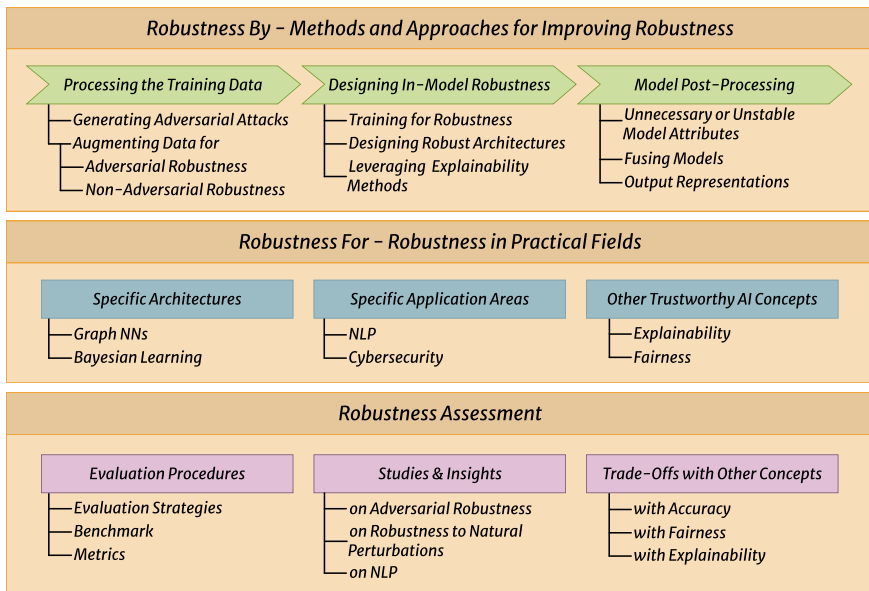 Robustness By – Methods and Approaches for Improving Robustness
Processing the Training Data
Generating Adversarial Attacks
Augmenting Data for
Adversarial Robustness
Non-Adversarial Robustness
Designing In-Model Robustness
Training for Robustness
Designing Robust Architectures
Leveraging Explainability
Methods
Model Post-Processing
Unnecessary or Unstable
Model Attributes
Fusing Models
Output Representations
Robustness For – Robustness in Practical Fields
Specific Architectures
Graph NNs
Bayesian Learning
Specific Application Areas
NLP
Cybersecurity
Other Trustworthy AI Concepts
Explainability
Fairness
Robustness Assessment
Evaluation Procedures
Evaluation Strategies
Benchmark
Metrics
Studies & Insights
on Adversarial Robustness
on Robustness to Natural
Perturbations
on NLP
Trade-Offs with Other Concepts
with Accuracy
with Fairness
with Explainability